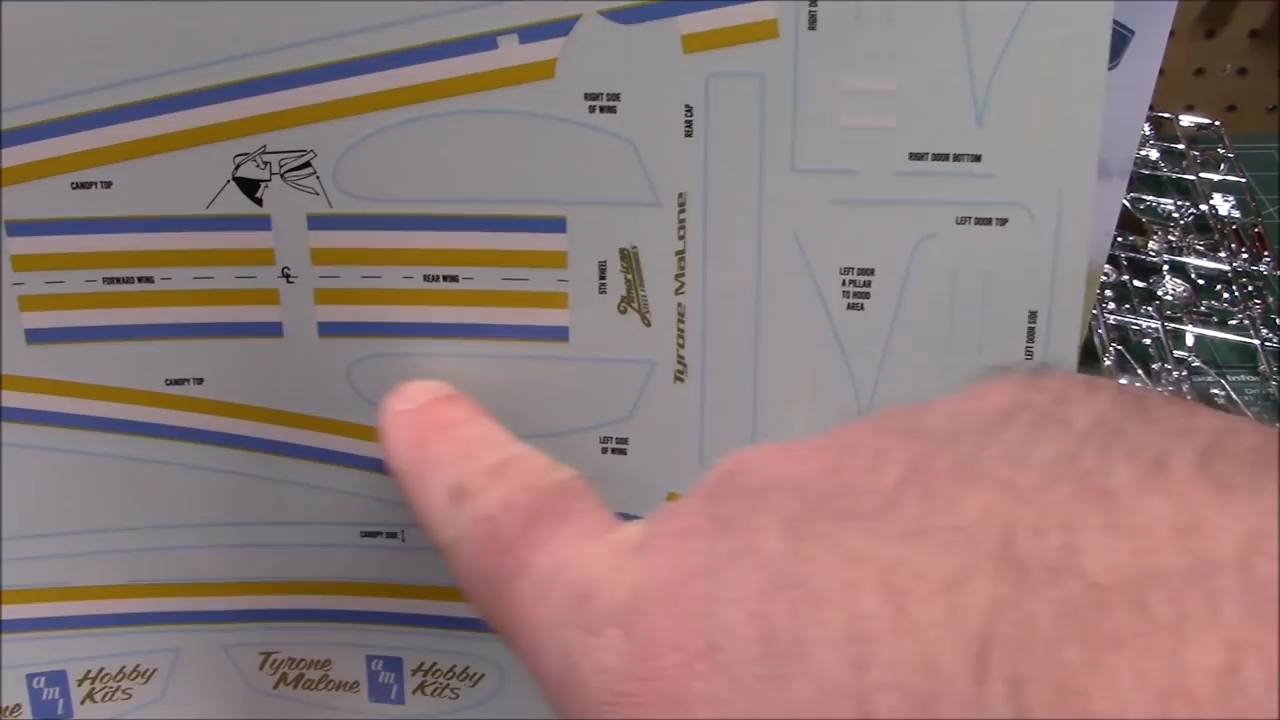 RIGHT SIDE
OF WING
REAR CAP
RIGHT DOOR BOTTOM
CANOPY TOP
LEFT DOOR TOP
FORWARD WING
REAR WING
5TH WHEEL
American
Tyrone Malone
LEFT DOOR
A PILLAR
TO HOOD
AREA
LEFT DOOR SIDE
CANOPY TOP
LEFT SIDE
OF WING
CANOPY SIDE
amt
Hobby
Kits
Tyrone
Malone
amt
Hobby
Kits